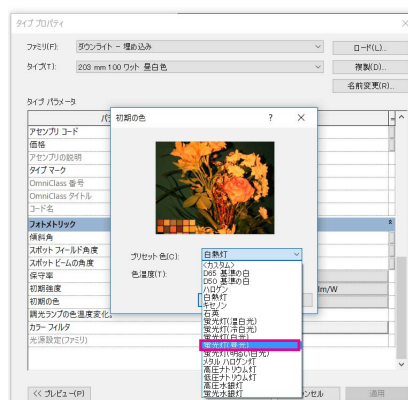 タイプ プロパティ
ファミリ(F):
ダウンライト - 埋め込み
ロード(L)...
タイプ(T):
203 mm 100 ワット 昼白色
複製(D)...
名前変更(R)...
タイプ パラメータ
初期の色
?
アセンブリ コード
価格
アセンブリの説明
タイプ マーク
OmniClass 番号
OmniClass タイトル
コード名
フォトメトリック
傾斜角
スポット フィールド角度
スポット ビームの角度
保守率
初期強度
lm/W
初期の色
調光ランプの色温度変化
カラー フィルタ
光源設定(ファミリ)
プリセット 色(C):
白熱灯
色温度(T):
<カスタム>
D65 基準の白
D50 基準の白
ハロゲン
白熱灯
キセノン
石英
蛍光灯(温白光)
蛍光灯(冷白光)
蛍光灯(白光)
蛍光灯(昼光)
蛍光灯(明るい白光)
メタル ハロゲン灯
高圧ナトリウム灯
低圧ナトリウム灯
高圧水銀灯
蛍光水銀灯
<< プレビュー(P)
ンセル
適用